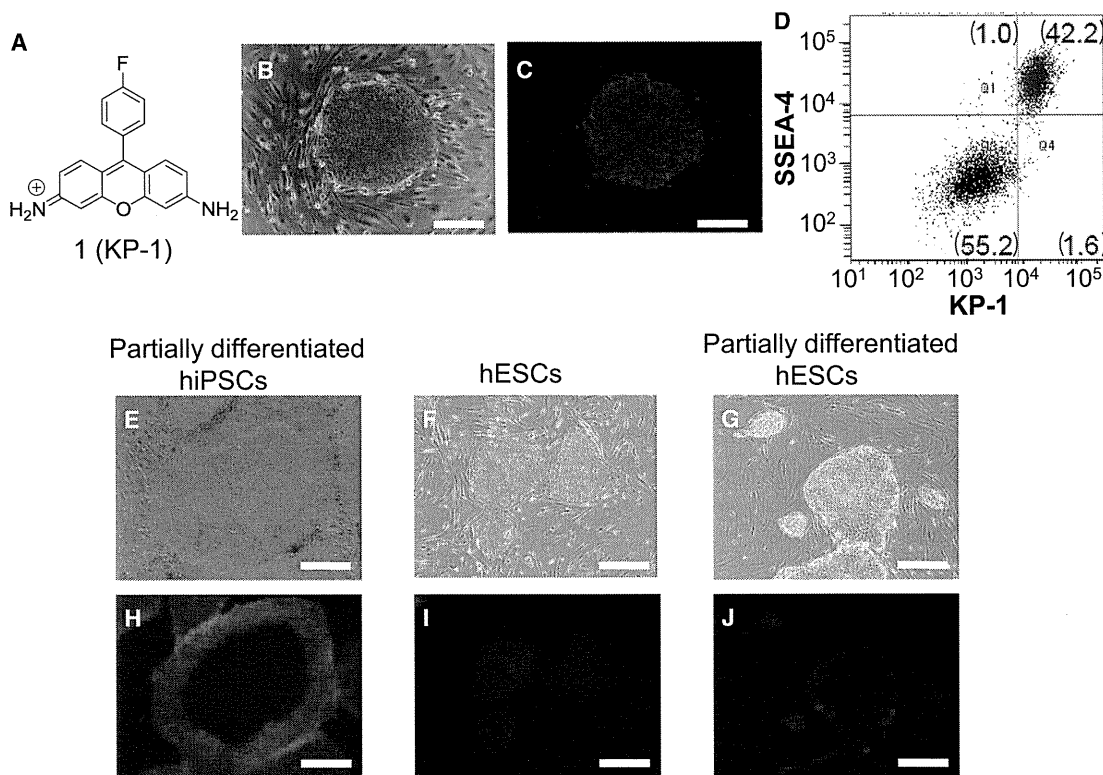 A
F
H₂N
⊕
O
NH₂
1 (KP-1)
B
C
D
SSEA-4
10⁵
10⁴
10³
10²
(1.0)
(42.2)
Q1
Q4
(55.2)
(1.6)
10¹ 10² 10³ 10⁴ 10⁵
KP-1
Partially differentiated
hiPSCs
hESCs
Partially differentiated
hESCs
E
F
G
H
I
J